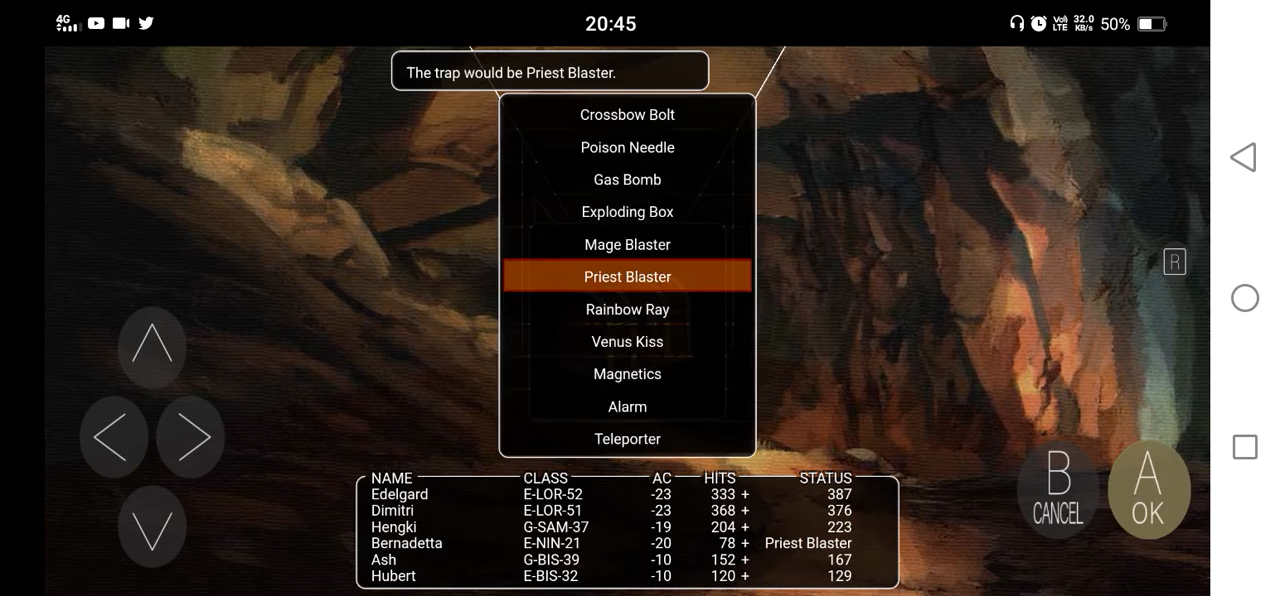 4G 20:45 Vo) LTE 32.0 KB/s 50%
The trap would be Priest Blaster.
Crossbow Bolt
Poison Needle
Gas Bomb
Exploding Box
Mage Blaster
Priest Blaster
Rainbow Ray
Venus Kiss
Magnetics
Alarm
Teleporter
R
B CANCEL
A OK
NAME CLASS AC HITS STATUS
Edelgard E-LOR-52 -23 333 + 387
Dimitri E-LOR-51 -23 368 + 376
Hengki G-SAM-37 -19 204 + 223
Bernadetta E-NIN-21 -20 78 + Priest Blaster
Ash G-BIS-39 -10 152 + 167
Hubert E-BIS-32 -10 120 + 129